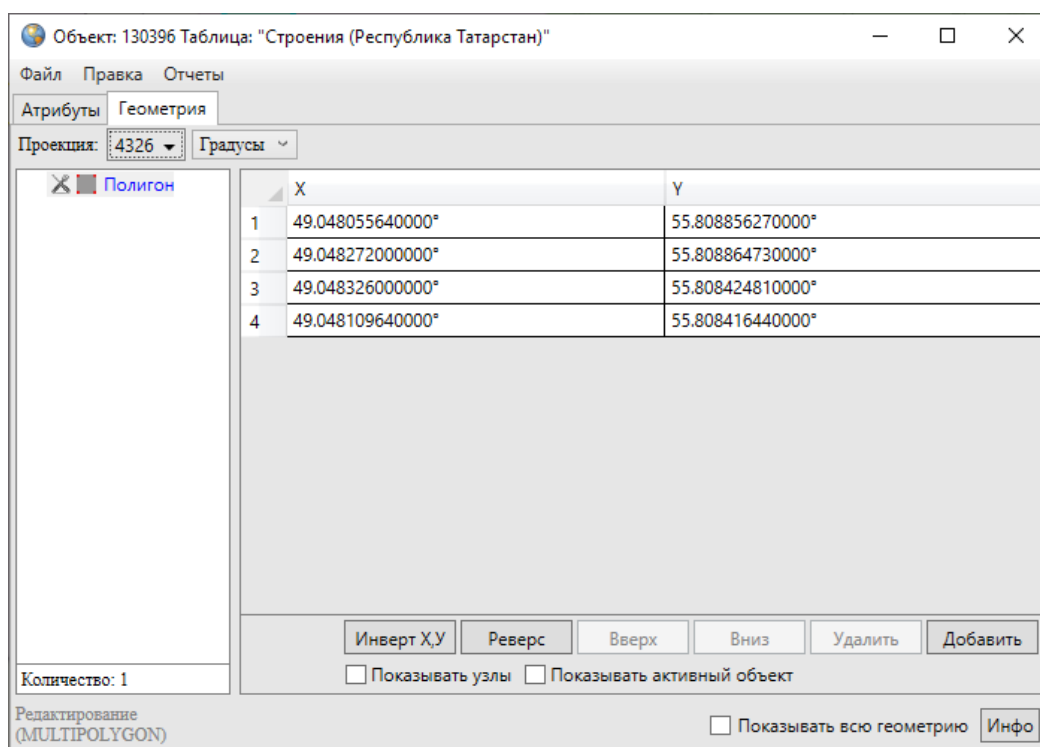 Объект: 130396 Таблица: "Строения (Республика Татарстан)"
Файл Правка Отчеты
Атрибуты Геометрия
Проекция: 4326 Градусы
Полигон
X Y
1 49.048055640000° 55.808856270000°
2 49.048272000000° 55.808864730000°
3 49.048326000000° 55.808424810000°
4 49.048109640000° 55.808416440000°
Инверт X,У Реверс Вверх Вниз Удалить Добавить
Показывать узлы Показывать активный объект
Количество: 1
Редактирование
(MULTIPOLYGON)
Показывать всю геометрию Инфо